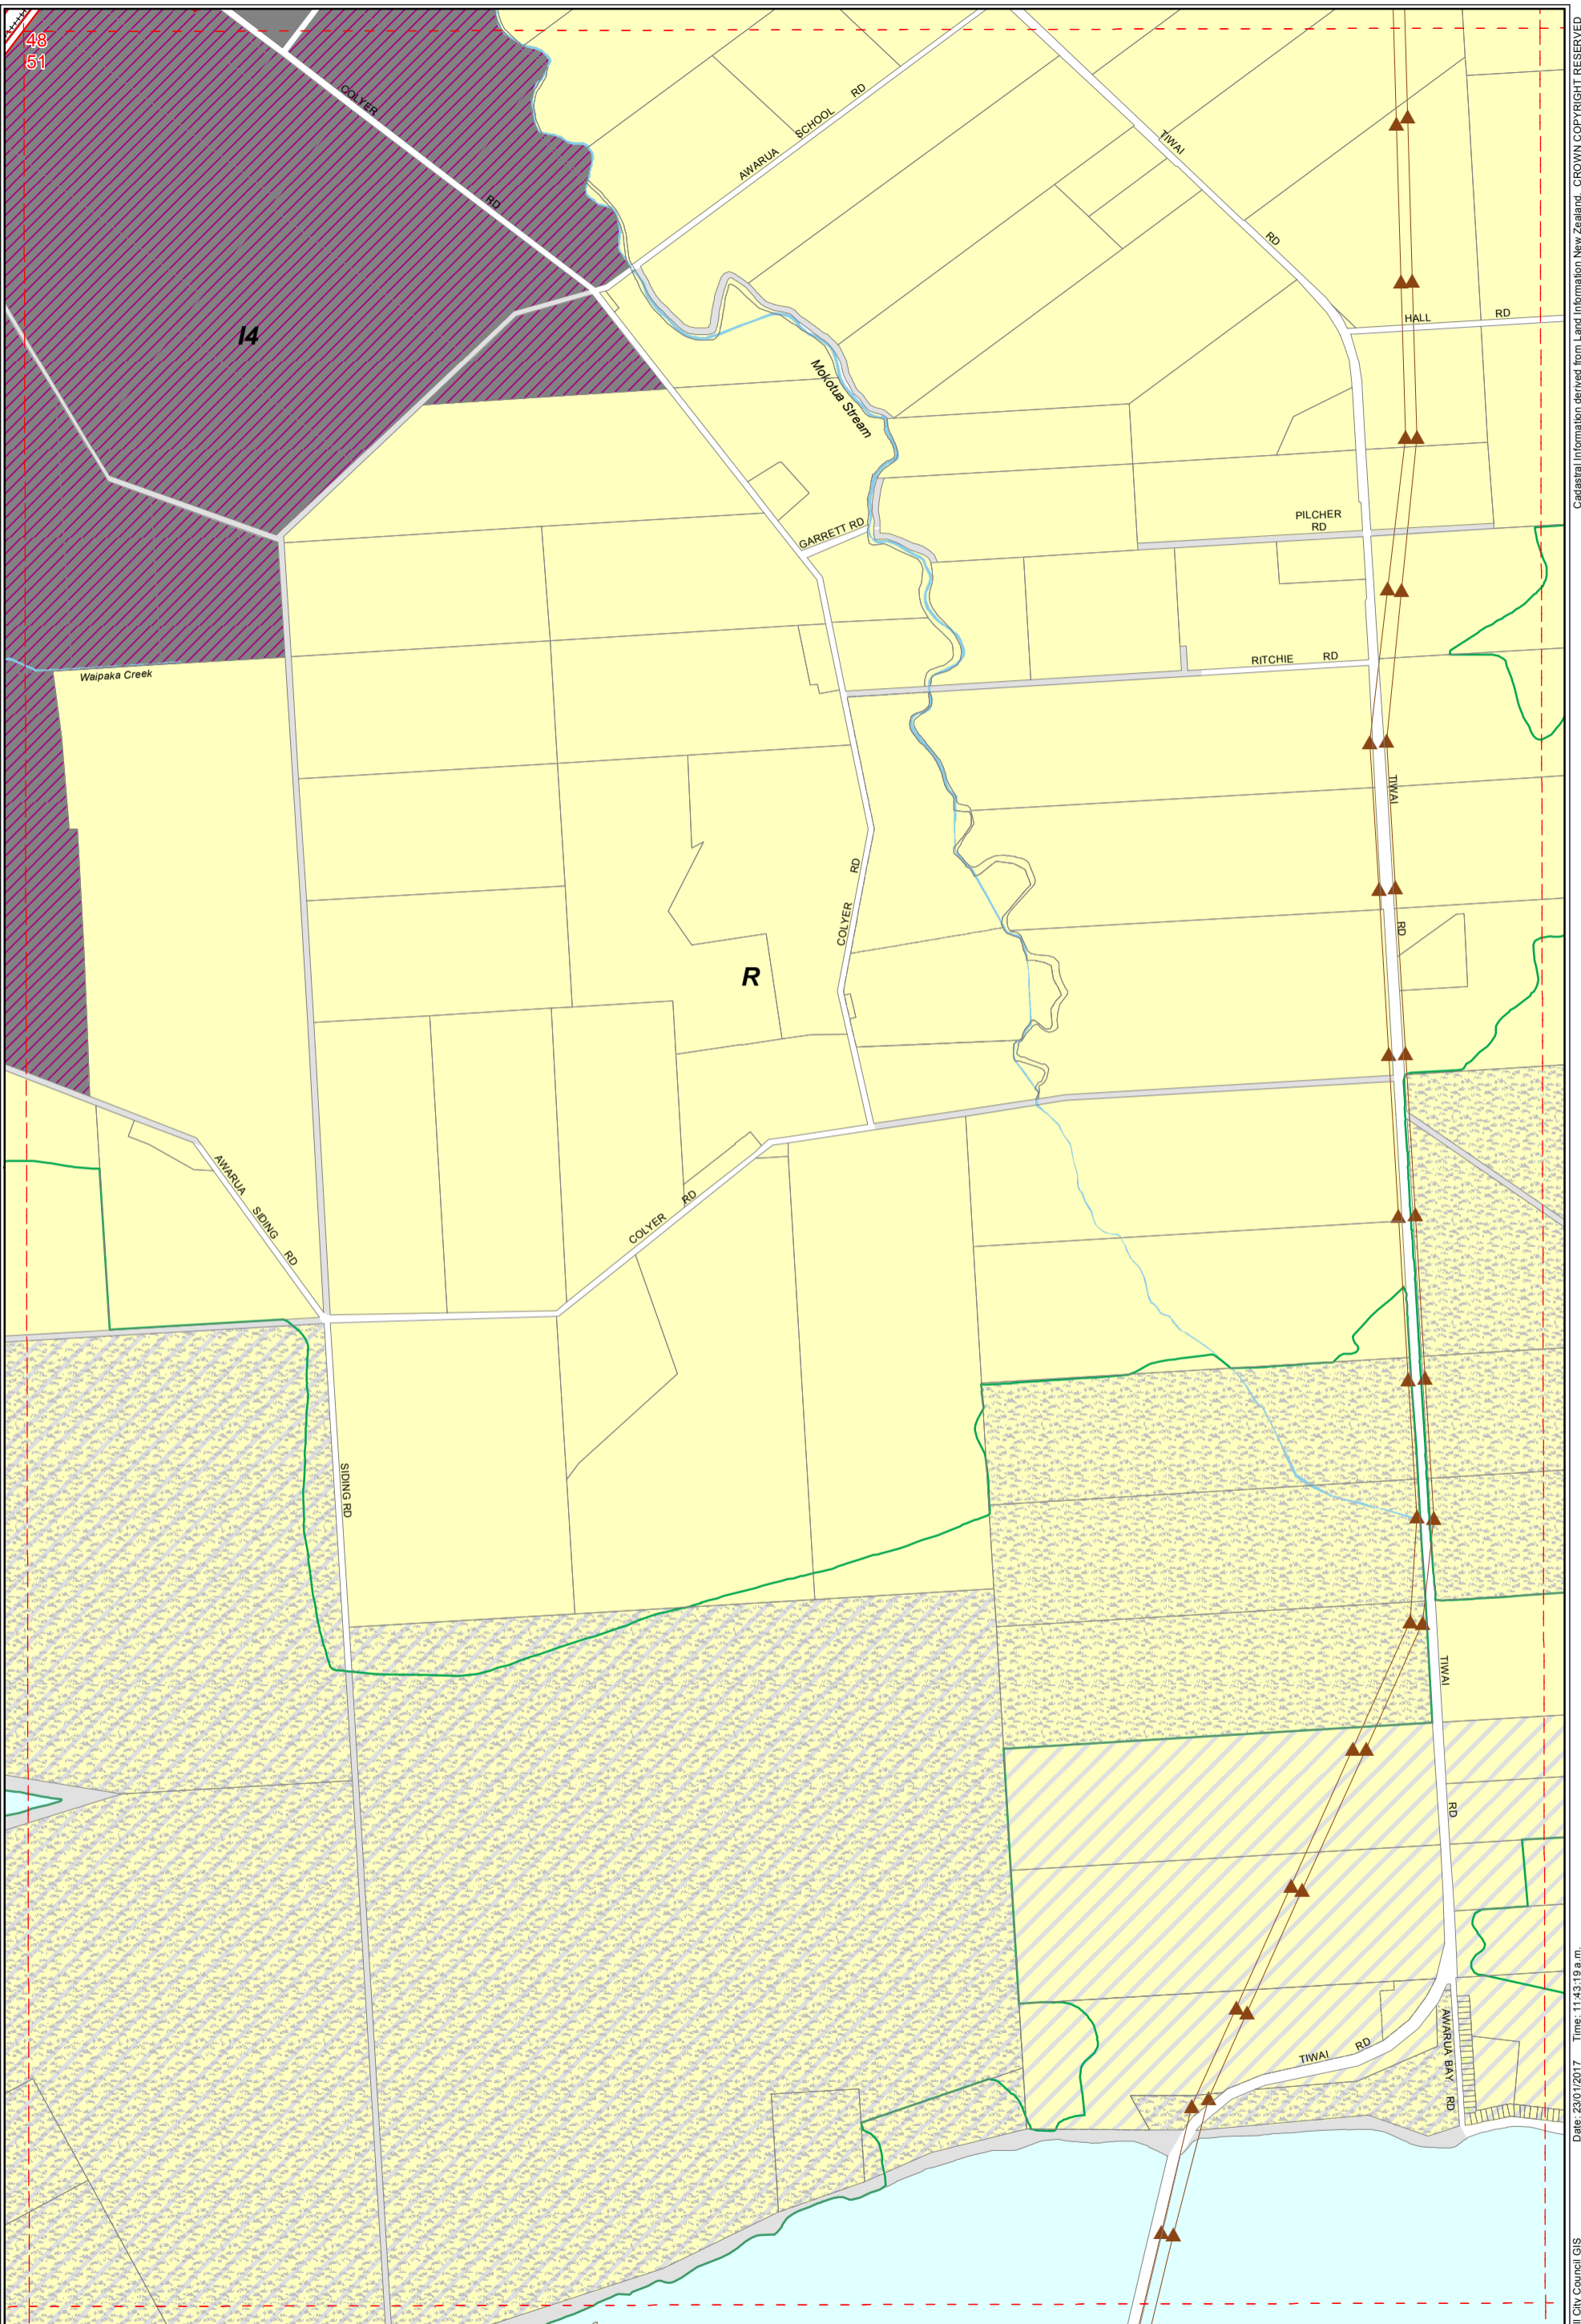 48
51
COLYER
RD
AWARUA SCHOOL RD
TIWAI
RD
HALL RD
I4
Mokotua Stream
GARRETT RD
PILCHER
RD
RITCHIE RD
Waipaka Creek
TIWAI
RD
COLYER RD
R
AWARUA SIDING RD
COLYER RD
SIDING RD
TIWAI
RD
TIWAI RD
AWARUA BAY RD
Cadastral Information derived from Land Information New Zealand. CROWN COPYRIGHT RESERVED
Date: 23/01/2017 Time: 11:43:19 a.m.
City Council GIS